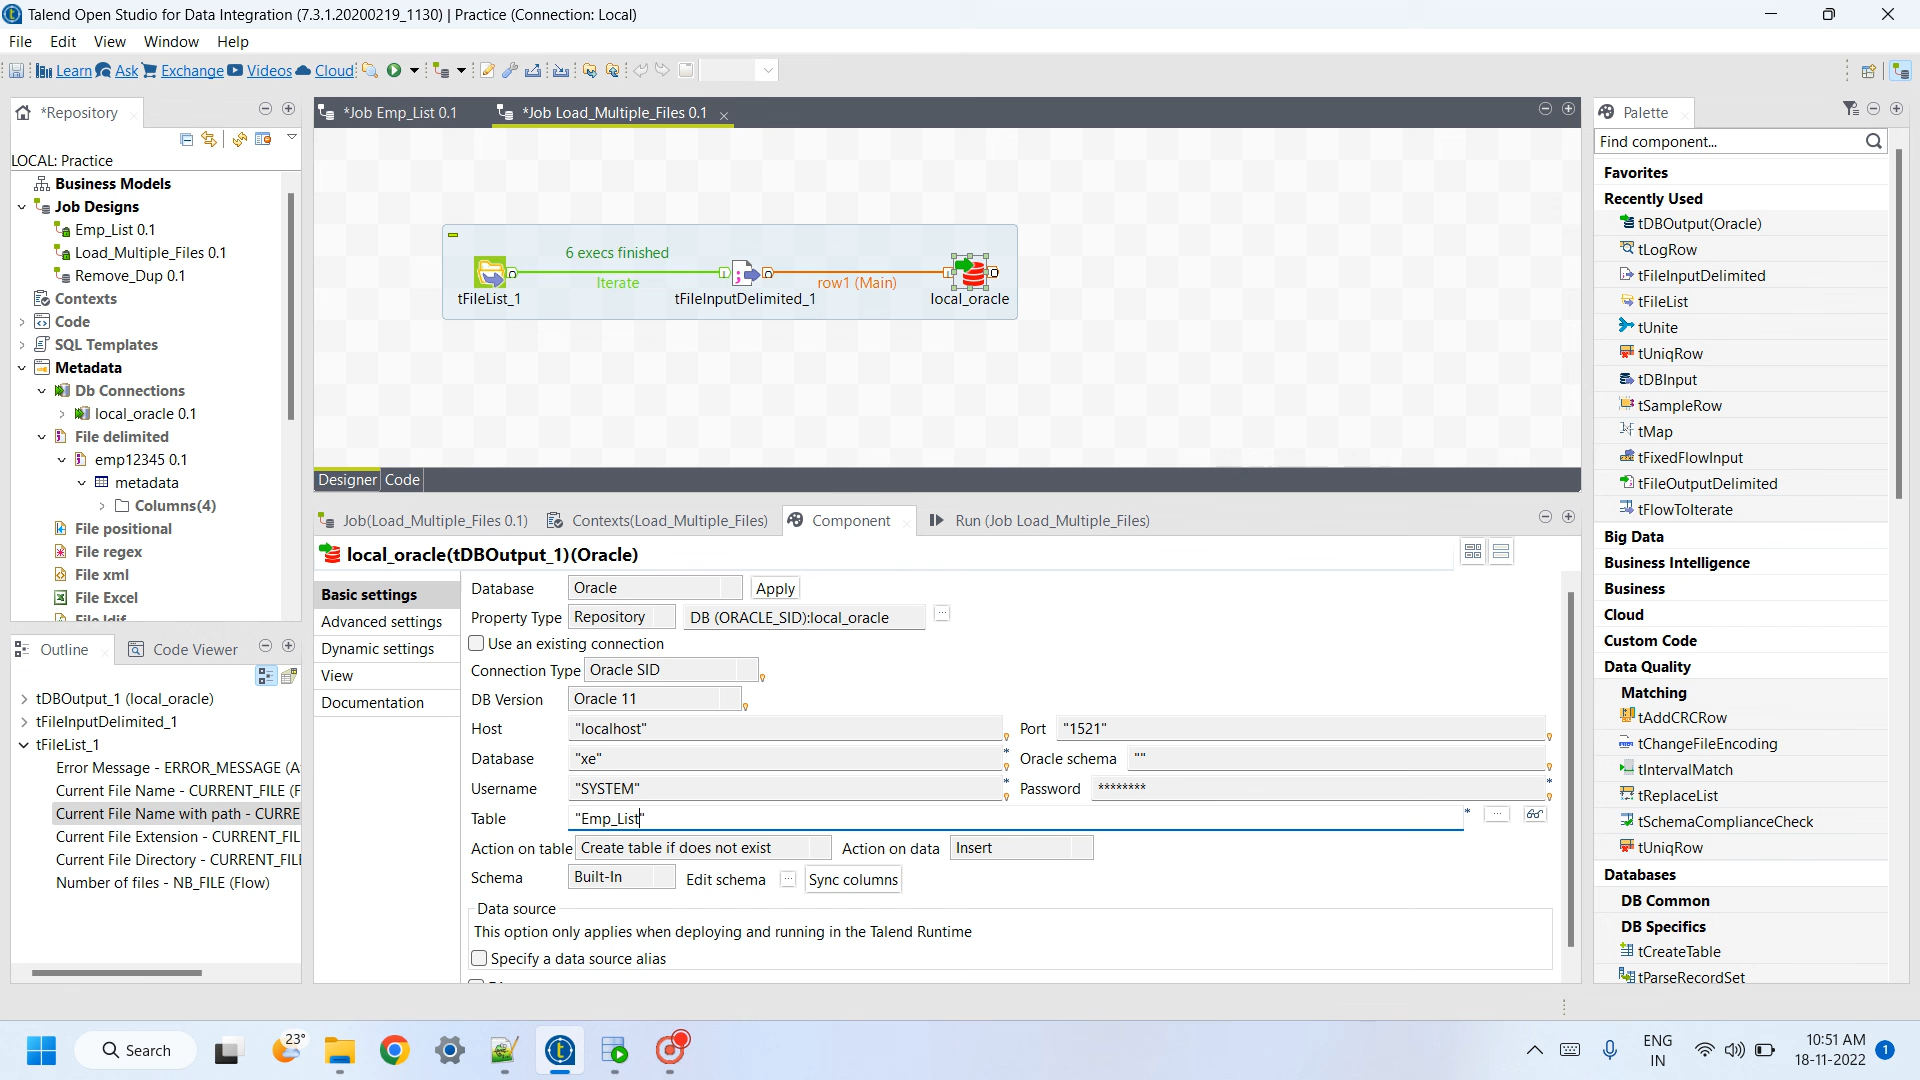 Talend Open Studio for Data Integration (7.3.1.20200219_1130) | Practice (Connection: Local)
File Edit View Window Help
Learn Ask Exchange Videos Cloud
*Repository
LOCAL: Practice
Business Models
Job Designs
Emp_List 0.1
Load_Multiple_Files 0.1
Remove_Dup 0.1
Contexts
Code
SQL Templates
Metadata
Db Connections
local_oracle 0.1
File delimited
emp12345 0.1
metadata
Columns(4)
File positional
File regex
File xml
File Excel
File ldif
Outline Code Viewer
tDBOutput_1 (local_oracle)
tFileInputDelimited_1
tFileList_1
Error Message - ERROR_MESSAGE (A
Current File Name - CURRENT_FILE (F
Current File Name with path - CURRE
Current File Extension - CURRENT_FIL
Current File Directory - CURRENT_FILI
Number of files - NB_FILE (Flow)
*Job Emp_List 0.1 *Job Load_Multiple_Files 0.1
6 execs finished
Iterate
row1 (Main)
tFileList_1 tFileInputDelimited_1 local_oracle
Designer Code
Job(Load_Multiple_Files 0.1) Contexts(Load_Multiple_Files) Component Run (Job Load_Multiple_Files)
local_oracle(tDBOutput_1)(Oracle)
Basic settings
Advanced settings
Dynamic settings
View
Documentation
Database Oracle Apply
Property Type Repository DB (ORACLE_SID):local_oracle ...
Use an existing connection
Connection Type Oracle SID
DB Version Oracle 11
Host "localhost" Port "1521"
Database "xe" * Oracle schema ""
Username "SYSTEM" * Password ******** *
Table "Emp_List" * ...
Action on table Create table if does not exist Action on data Insert
Schema Built-In Edit schema ... Sync columns
Data source
This option only applies when deploying and running in the Talend Runtime
Specify a data source alias
Palette
Find component...
Favorites
Recently Used
tDBOutput(Oracle)
tLogRow
tFileInputDelimited
tFileList
tUnite
tUniqRow
tDBInput
tSampleRow
tMap
tFixedFlowInput
tFileOutputDelimited
tFlowToIterate
Big Data
Business Intelligence
Business
Cloud
Custom Code
Data Quality
Matching
tAddCRCRow
tChangeFileEncoding
tIntervalMatch
tReplaceList
tSchemaComplianceCheck
tUniqRow
Databases
DB Common
DB Specifics
tCreateTable
tParseRecordSet
Search
23°
ENG
IN
10:51 AM
18-11-2022
1